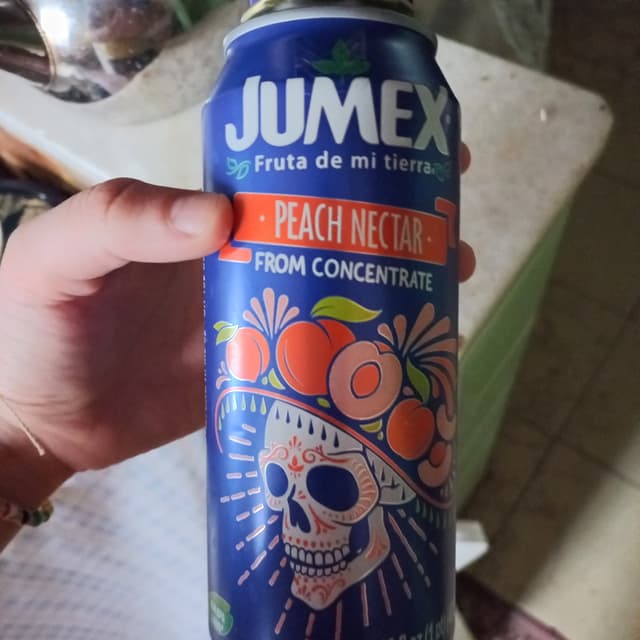 JUMEX
Fruta de mi tierra
PEACH NECTAR
FROM CONCENTRATE